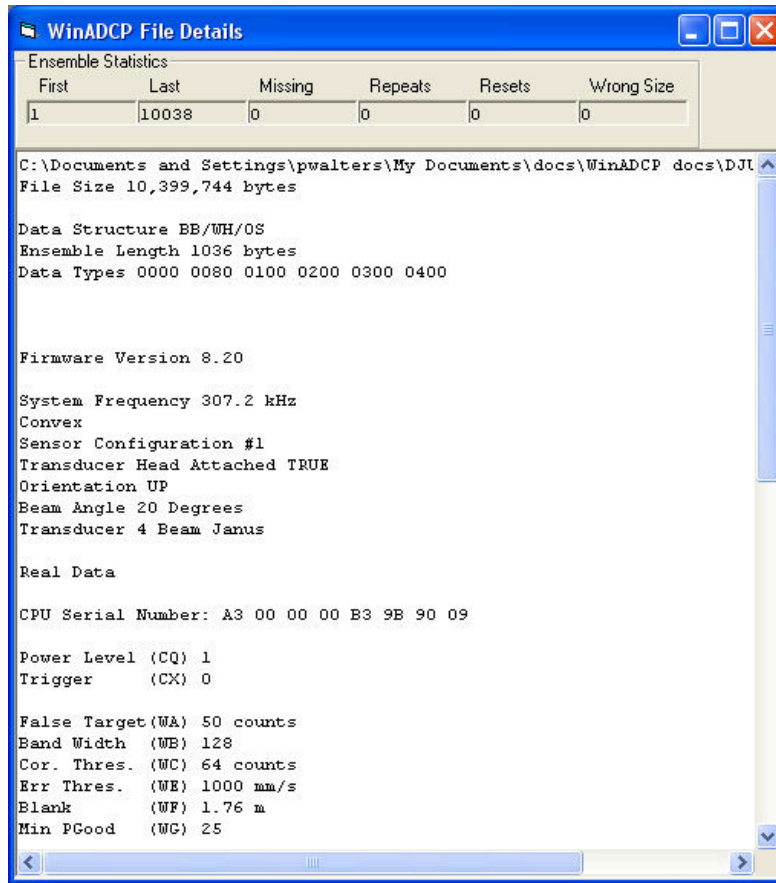 WinADCP File Details
Ensemble Statistics
First Last Missing Repeats Resets Wrong Size
1 10038 0 0 0 0
C:\Documents and Settings\pwalters\My Documents\docs\WinADCP docs\DJU
File Size 10,399,744 bytes
Data Structure BB/WH/OS
Ensemble Length 1036 bytes
Data Types 0000 0080 0100 0200 0300 0400
Firmware Version 8.20
System Frequency 307.2 kHz
Convex
Sensor Configuration #1
Transducer Head Attached TRUE
Orientation UP
Beam Angle 20 Degrees
Transducer 4 Beam Janus
Real Data
CPU Serial Number: A3 00 00 00 B3 9B 90 09
Power Level (CQ) 1
Trigger (CX) 0
False Target(WA) 50 counts
Band Width (WB) 128
Cor. Thres. (WC) 64 counts
Err Thres. (WE) 1000 mm/s
Blank (WF) 1.76 m
Min PGood (WG) 25